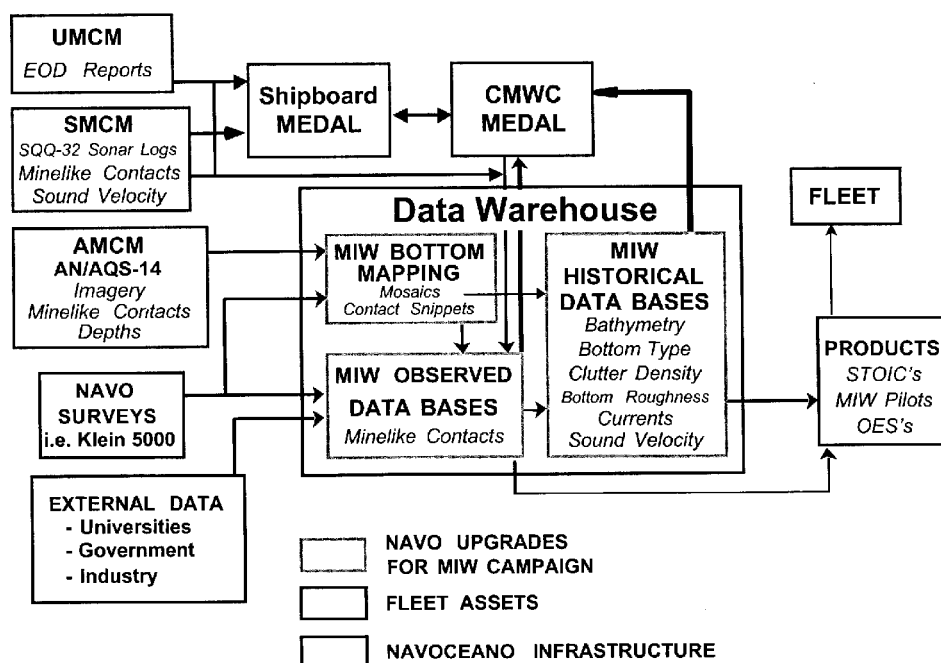 UMCM
EOD Reports
SMCM
SQQ-32 Sonar Logs
Minelike Contacts
Sound Velocity
Shipboard
MEDAL
CMWC
MEDAL
Data Warehouse
AMCM
AN/AQS-14
Imagery
Minelike Contacts
Depths
MIW BOTTOM
MAPPING
Mosaics
Contact Snippets
MIW
HISTORICAL
DATA BASES
Bathymetry
Bottom Type
Clutter Density
Bottom Roughness
Currents
Sound Velocity
FLEET
NAVO
SURVEYS
i.e. Klein 5000
MIW OBSERVED
DATA BASES
Minelike Contacts
PRODUCTS
STOIC's
MIW Pilots
OES's
EXTERNAL DATA
- Universities
- Government
- Industry
NAVO UPGRADES
FOR MIW CAMPAIGN
FLEET ASSETS
NAVOCEANO INFRASTRUCTURE